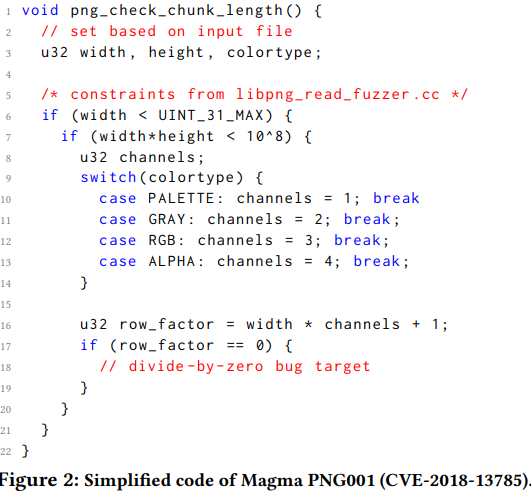 1 void png_check_chunk_length() {
2 // set based on input file
3 u32 width, height, colortype;
4
5 /* constraints from libpng_read_fuzzer.cc */
6 if (width < UINT_31_MAX) {
7 if (width*height < 10^8) {
8 u32 channels;
9 switch(colortype) {
10 case PALETTE: channels = 1; break
11 case GRAY: channels = 2; break;
12 case RGB: channels = 3; break;
13 case ALPHA: channels = 4; break;
14 }
15
16 u32 row_factor = width * channels + 1;
17 if (row_factor == 0) {
18 // divide-by-zero bug target
19 }
20 }
21 }
22 }
Figure 2: Simplified code of Magma PNG001 (CVE-2018-13785).